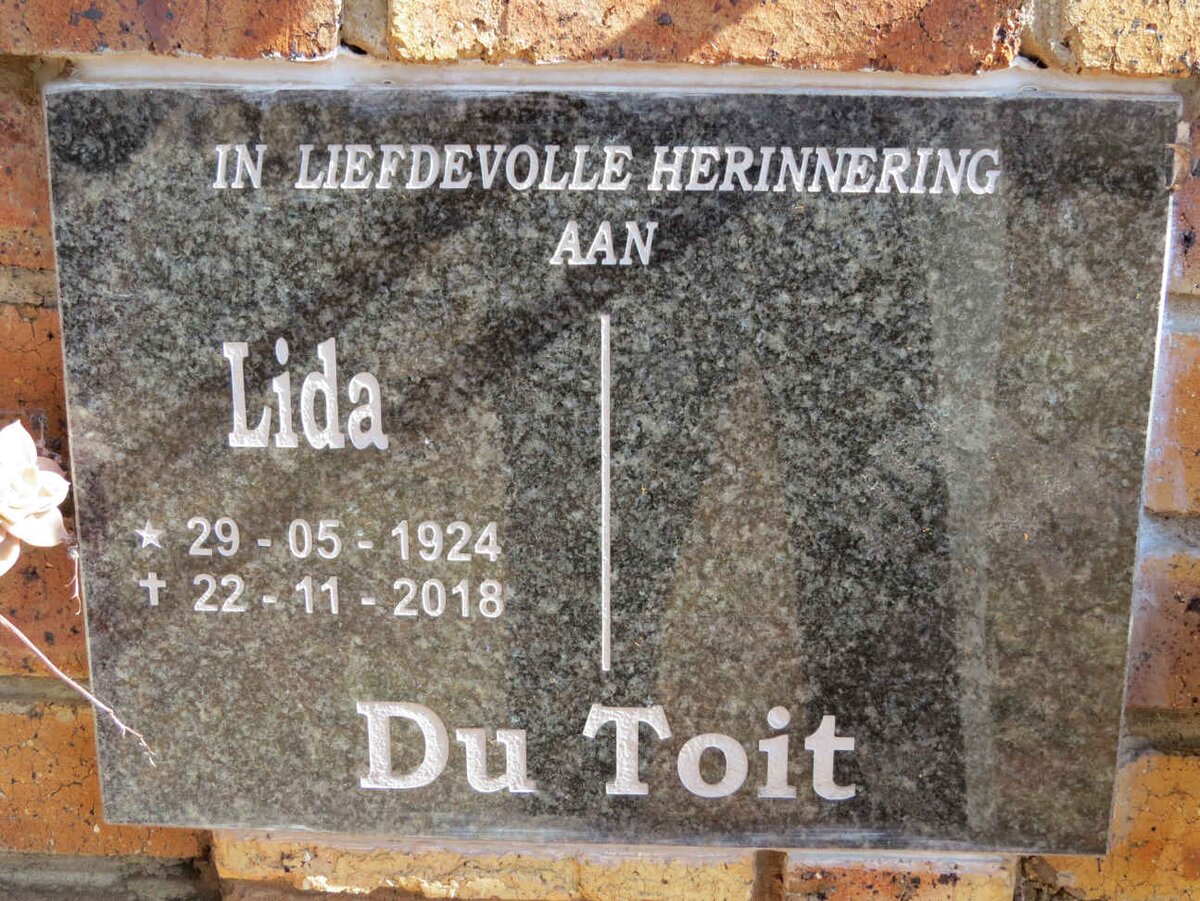 IN LIEFDEVOLLE HERINNERING
AAN
Lida
★ 29 - 05 - 1924
✝ 22 - 11 - 2018
Du Toit